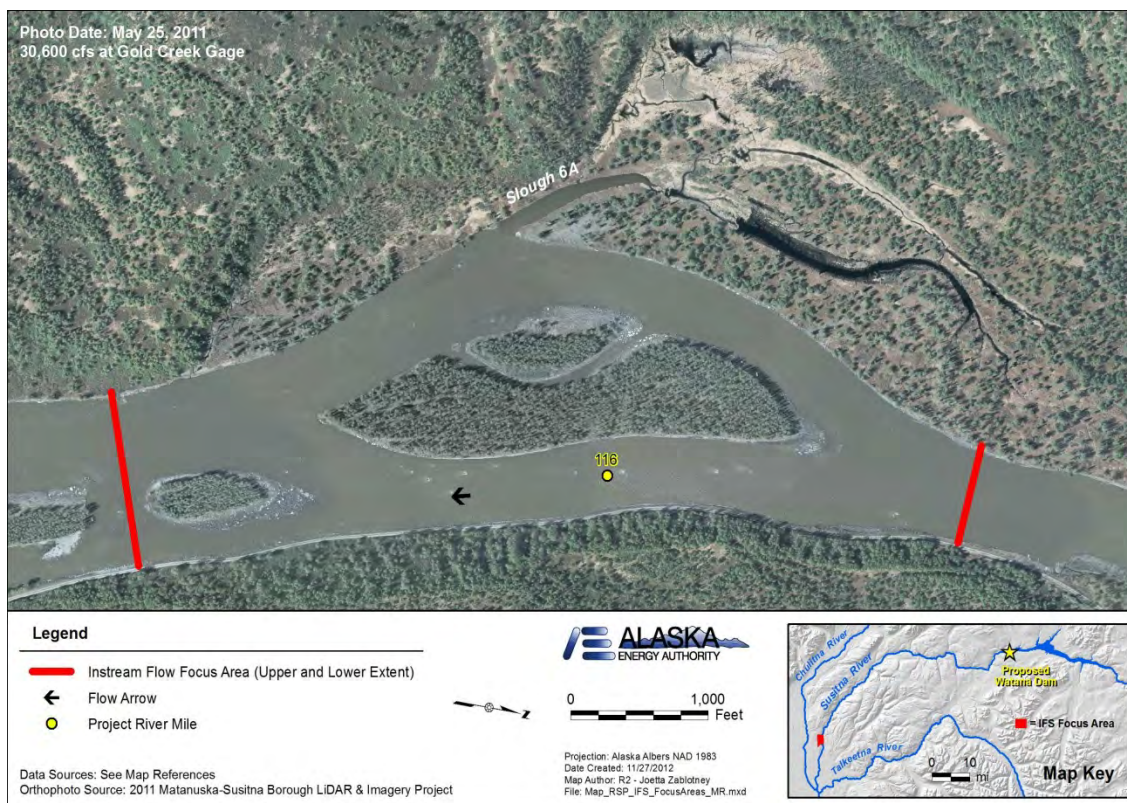 Photo Date: May 25, 2011
30,600 cfs at Gold Creek Gage
Slough 6A
116
Legend
Instream Flow Focus Area (Upper and Lower Extent)
Flow Arrow
Project River Mile
Data Sources: See Map References
Orthophoto Source: 2011 Matanuska-Susitna Borough LiDAR & Imagery Project
N
ALASKA
ENERGY AUTHORITY
0 1,000
Feet
Projection: Alaska Albers NAD 1983
Date Created: 11/27/2012
Map Author: R2 - Joetta Zablotney
File: Map_RSP_IFS_FocusAreas_MR.mxd
Chulitna River
Susitna River
Proposed
Watana Dam
= IFS Focus Area
Talkeetna River
0 10
mi
Map Key